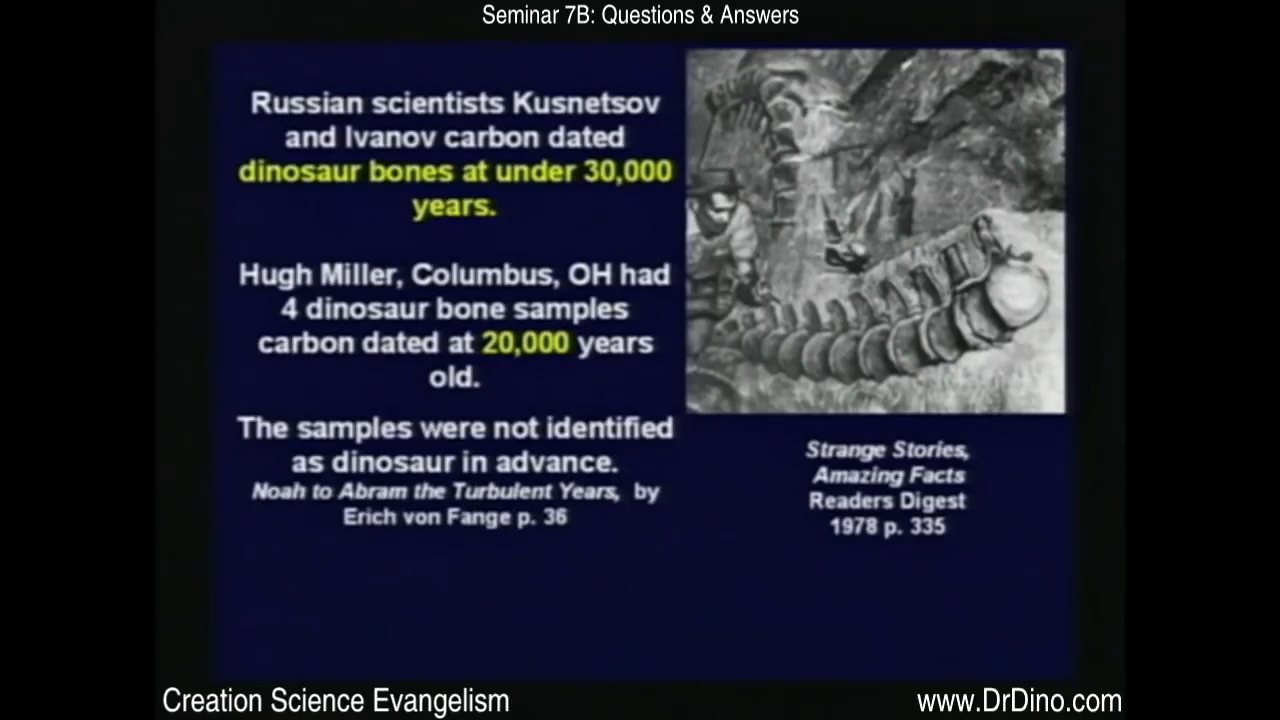 Seminar 7B: Questions & Answers
Russian scientists Kusnetsov
and Ivanov carbon dated
dinosaur bones at under 30,000
years.
Hugh Miller, Columbus, OH had
4 dinosaur bone samples
carbon dated at 20,000 years
old.
The samples were not identified
as dinosaur in advance.
Noah to Abram the Turbulent Years, by
Erich von Fange p. 36
Strange Stories,
Amazing Facts
Readers Digest
1978 p. 335
Creation Science Evangelism
www.DrDino.com